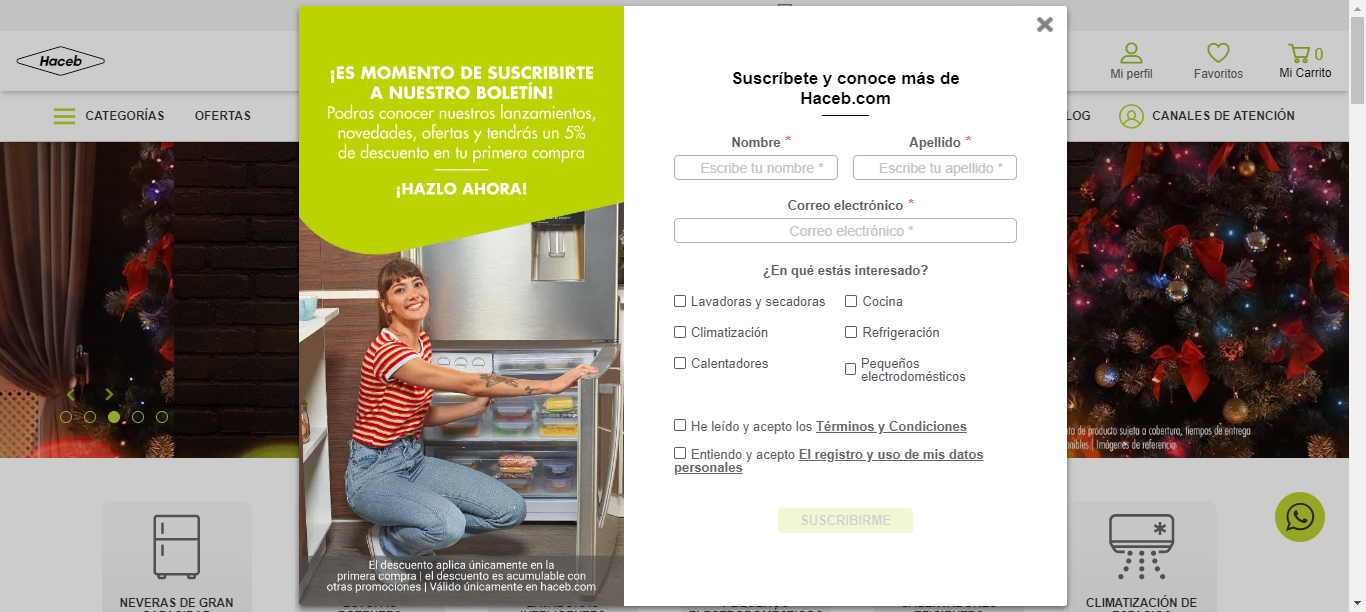 Haceb
Mi perfil
Favoritos
0
Mi Carrito
CATEGORÍAS
OFERTAS
LOG
CANALES DE ATENCIÓN
¡ES MOMENTO DE SUSCRIBIRTE
A NUESTRO BOLETÍN!
Podras conocer nuestros lanzamientos,
novedades, ofertas y tendrás un 5%
de descuento en tu primera compra
¡HAZLO AHORA!
El descuento aplica únicamente en la
primera compra | el descuento es acumulable con
otras promociones | Válido únicamente en haceb.com
Suscríbete y conoce más de
Haceb.com
Nombre *
Apellido *
Escribe tu nombre *
Escribe tu apellido *
Correo electrónico *
Correo electrónico *
¿En qué estás interesado?
Lavadoras y secadoras
Cocina
Climatización
Refrigeración
Calentadores
Pequeños
electrodomésticos
He leído y acepto los Términos y Condiciones
Entiendo y acepto El registro y uso de mis datos
personales
SUSCRIBIRME
ta de producto sujeta a cobertura, tiempos de entrega
onibles | Imágenes de referencia
NEVERAS DE GRAN
CLIMATIZACIÓN DE